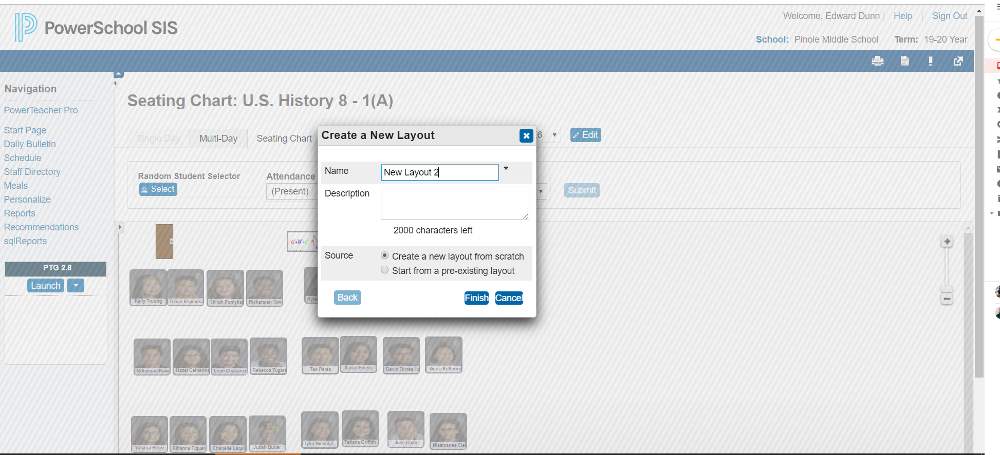 PowerSchool SIS
Welcome, Edward Dunn | Help | Sign Out
School: Pinole Middle School Term: 19-20 Year
Navigation
PowerTeacher Pro
Start Page
Daily Bulletin
Schedule
Staff Directory
Meals
Personalize
Reports
Recommendations
sqlReports
PTG 2.8
Launch
Seating Chart: U.S. History 8 - 1(A)
Single Day
Multi-Day
Seating Chart
Edit
Random Student Selector
Select
Attendance
(Present)
Submit
Create a New Layout
Name
New Layout 2
*
Description
2000 characters left
Source
Create a new layout from scratch
Start from a pre-existing layout
Back
Finish
Cancel
Kelly Truong
Oscar Espinosa
Shiloh Pomykal
Rickersian Sim
Ryle
Mohamad Rawd
Hazel Catherine
Leon Chaparro
Rebecca Tugara
Teo Perez
Sanaz Emery
Devin Torres He
Sierra Kettering
Yahaira Perez
Rihanna Figuer
Chanelle Laqui
Judah Butler
Tyler Nicholas
Tatiana Griffith
Jose Chim
Nisamanee Clel